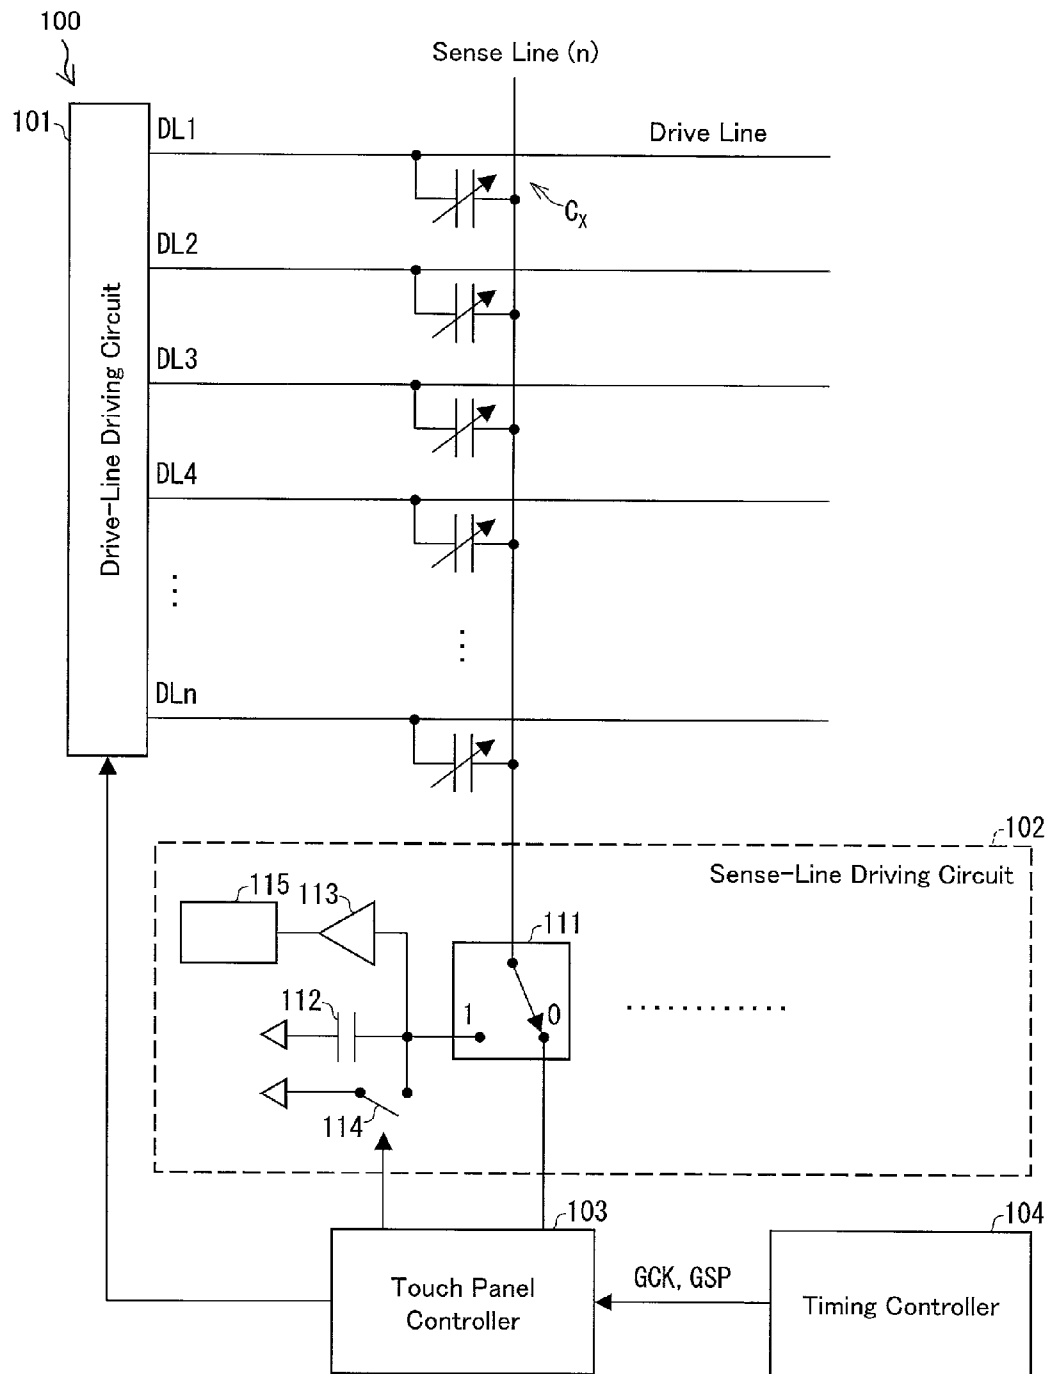 100
Sense Line (n)
101
DL1
Drive Line
Cx
DL2
DL3
DL4
Drive-Line Driving Circuit
⋮
⋮
DLn
102
Sense-Line Driving Circuit
115
113
111
112
1
0
............
114
103
104
Touch Panel
Controller
GCK, GSP
Timing Controller